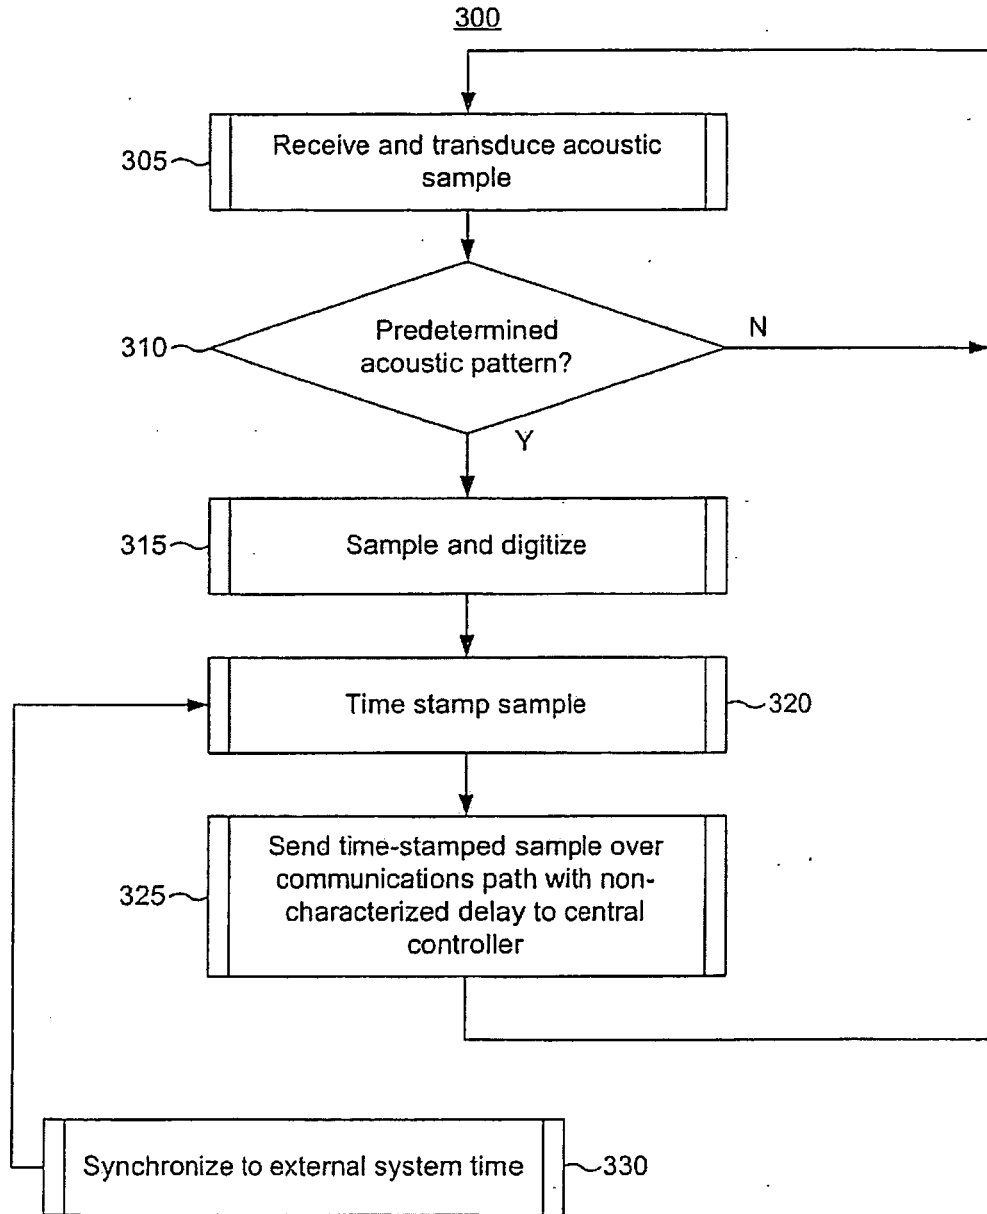 300
305
Receive and transduce acoustic
sample
310
Predetermined
acoustic pattern?
N
Y
315
Sample and digitize
Time stamp sample
320
325
Send time-stamped sample over
communications path with non-
characterized delay to central
controller
Synchronize to external system time
330